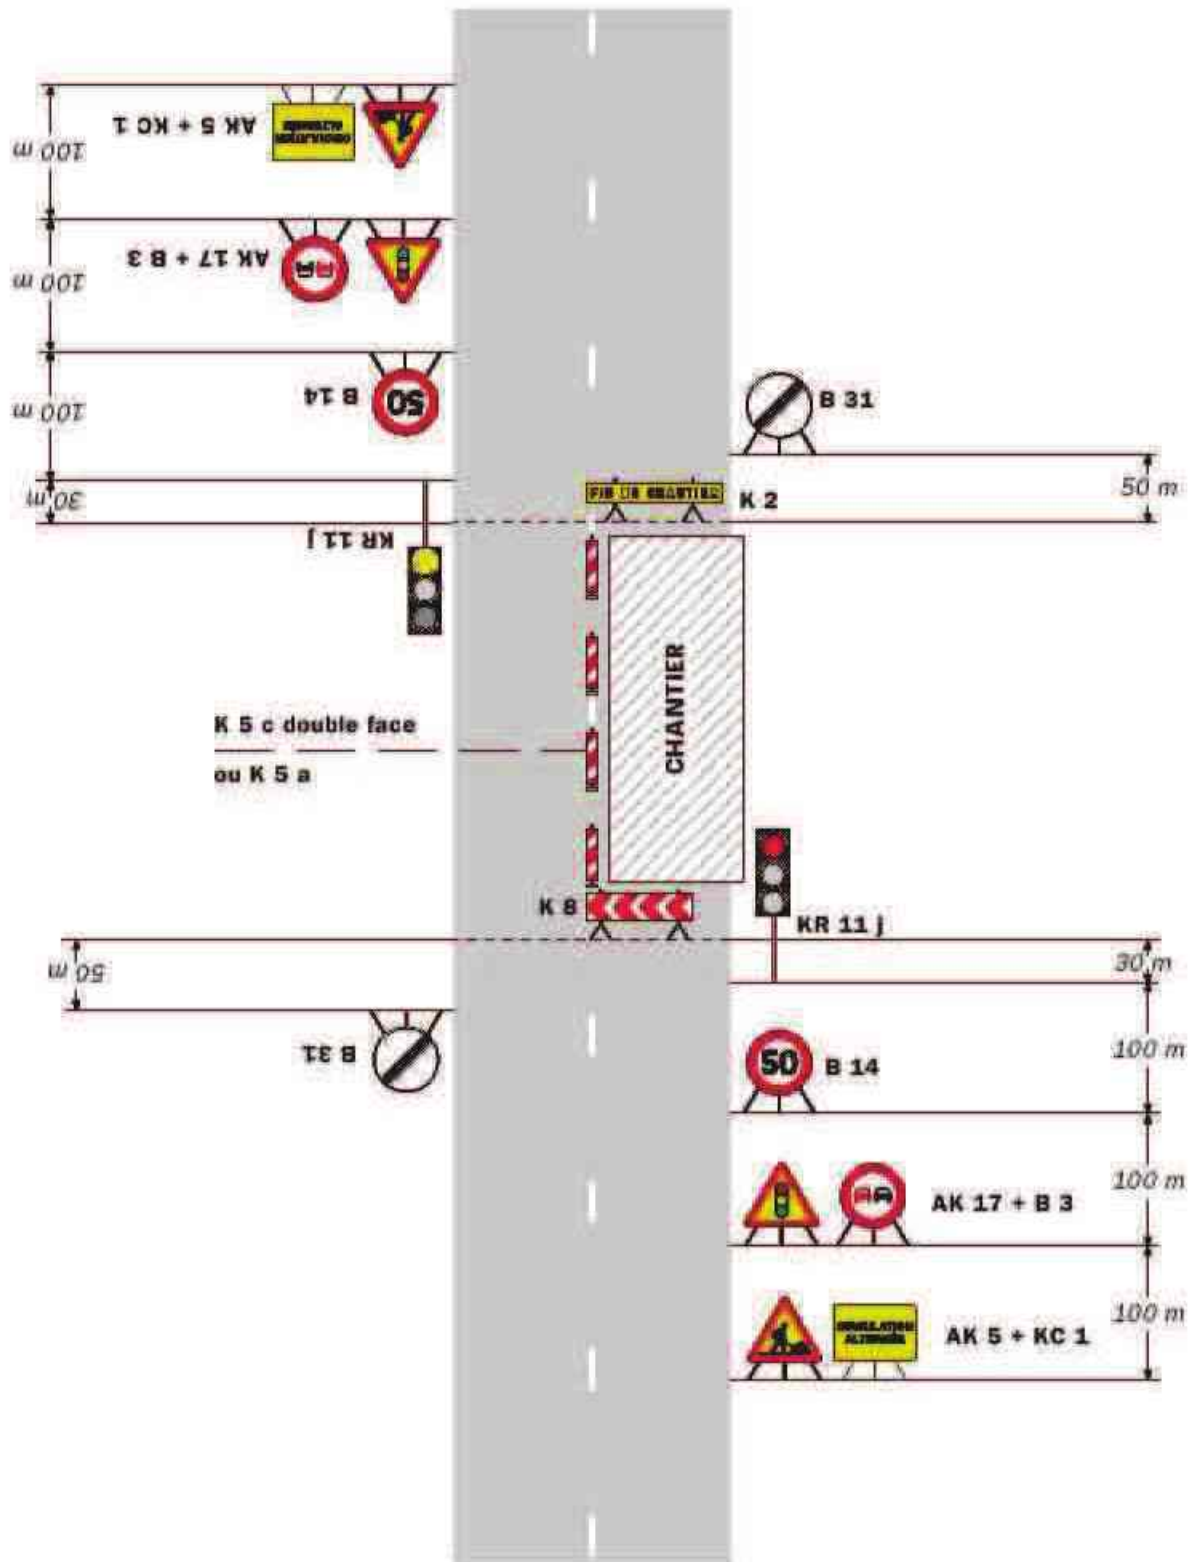 AK 5 + KC 1
100 m
AK 17 + B 3
100 m
B 14
50
100 m
B 31
50 m
30 m
FIN DE CHANTIER
K 2
KR 11 j
CHANTIER
K 5 c double face
ou K 5 a
K 8
KR 11 j
50 m
30 m
B 31
50
B 14
100 m
AK 17 + B 3
100 m
CIRCULATION
ALTERNÉE
AK 5 + KC 1
100 m